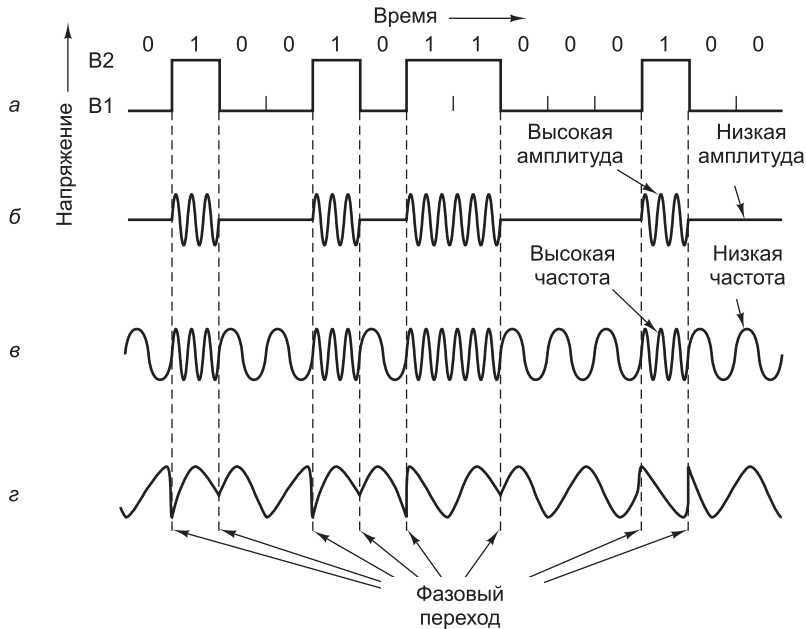 Время
0 1 0 0 1 0 1 1 0 0 0 1 0 0
В2
а
В1
Напряжение
Высокая
амплитуда
Низкая
амплитуда
б
Высокая
частота
Низкая
частота
в
г
Фазовый
переход